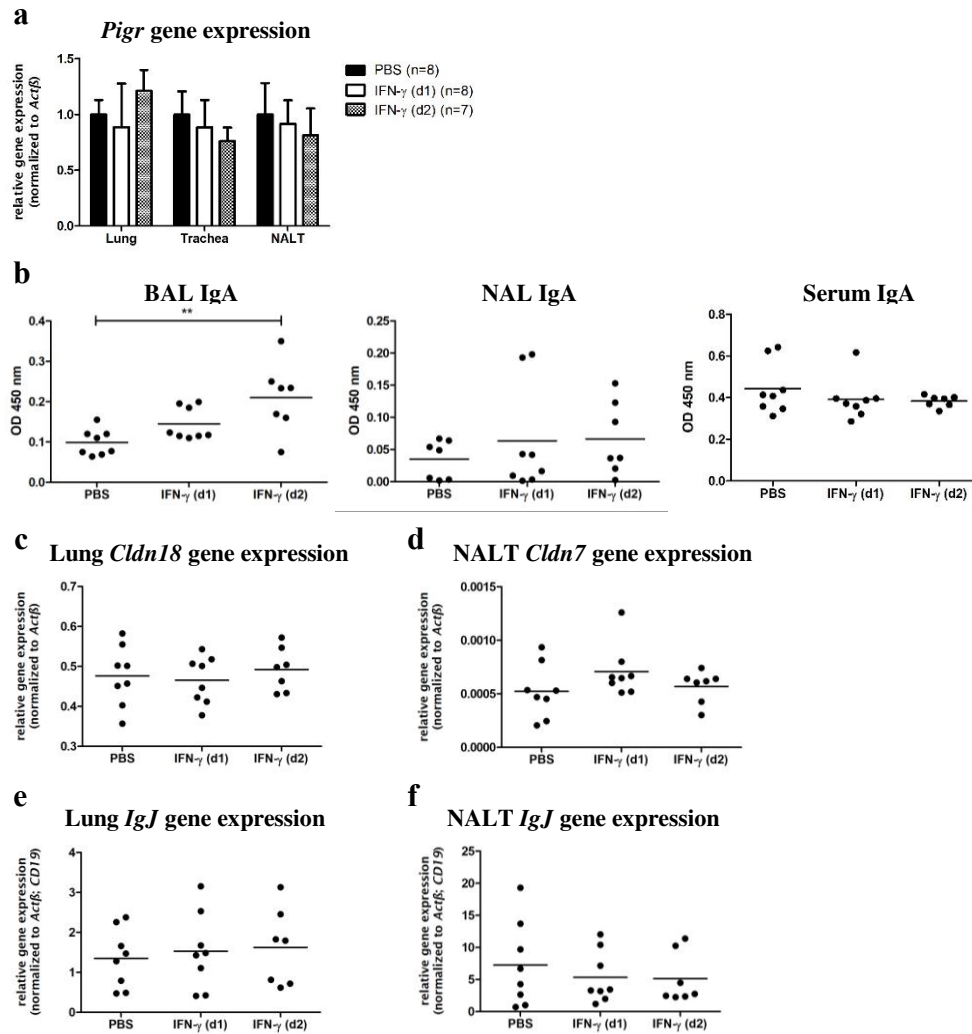 a
Pigr gene expression
relative gene expression
(normalized to Actß)
1.5
1.0
0.5
0.0
Lung Trachea NALT
PBS (n=8)
IFN-γ (d1) (n=8)
IFN-γ (d2) (n=7)
b
BAL IgA
**
OD 450 nm
0.4
0.3
0.2
0.1
0.0
PBS IFN-γ (d1) IFN-γ (d2)
NAL IgA
OD 450 nm
0.25
0.20
0.15
0.10
0.05
0.00
PBS IFN-γ (d1) IFN-γ (d2)
Serum IgA
OD 450 nm
0.8
0.6
0.4
0.2
0.0
PBS IFN-γ (d1) IFN-γ (d2)
c
Lung Cldn18 gene expression
relative gene expression
(normalized to Actß)
0.7
0.6
0.5
0.4
0.3
PBS IFN-γ (d1) IFN-γ (d2)
d
NALT Cldn7 gene expression
relative gene expression
(normalized to Actß)
0.0015
0.0010
0.0005
0.0000
PBS IFN-γ (d1) IFN-γ (d2)
e
Lung IgJ gene expression
relative gene expression
(normalized to Actß; CD19)
4
3
2
1
0
PBS IFN-γ (d1) IFN-γ (d2)
f
NALT IgJ gene expression
relative gene expression
(normalized to Actß; CD19)
25
20
15
10
5
0
PBS IFN-γ (d1) IFN-γ (d2)